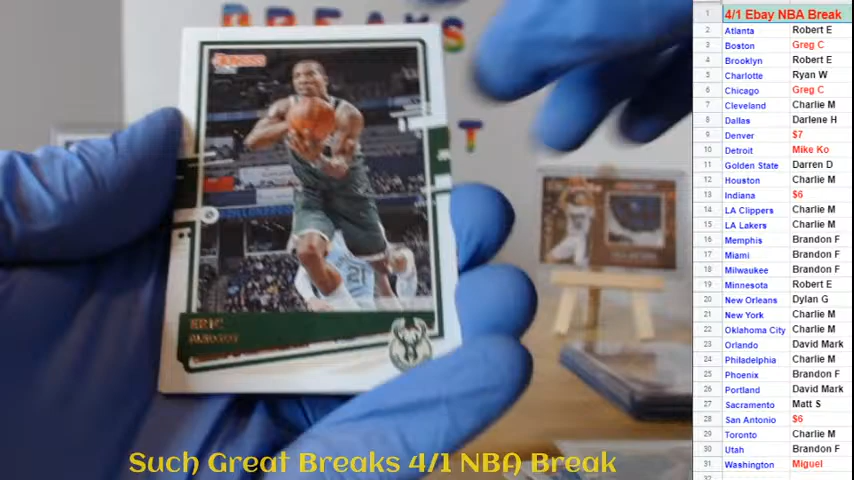 BREAKS
DONRUSS
ERIC
21
Such Great Breaks 4/1 NBA Break
1 4/1 Ebay NBA Break
2 Atlanta Robert E
3 Boston Greg C
4 Brooklyn Robert E
5 Charlotte Ryan W
6 Chicago Greg C
7 Cleveland Charlie M
8 Dallas Darlene H
9 Denver $7
10 Detroit Mike Ko
11 Golden State Darren D
12 Houston Charlie M
13 Indiana $6
14 LA Clippers Charlie M
15 LA Lakers Charlie M
16 Memphis Brandon F
17 Miami Brandon F
18 Milwaukee Brandon F
19 Minnesota Robert E
20 New Orleans Dylan G
21 New York Charlie M
22 Oklahoma City Charlie M
23 Orlando David Mark
24 Philadelphia Charlie M
25 Phoenix Brandon F
26 Portland David Mark
27 Sacramento Matt S
28 San Antonio $6
29 Toronto Charlie M
30 Utah Brandon F
31 Washington Miguel